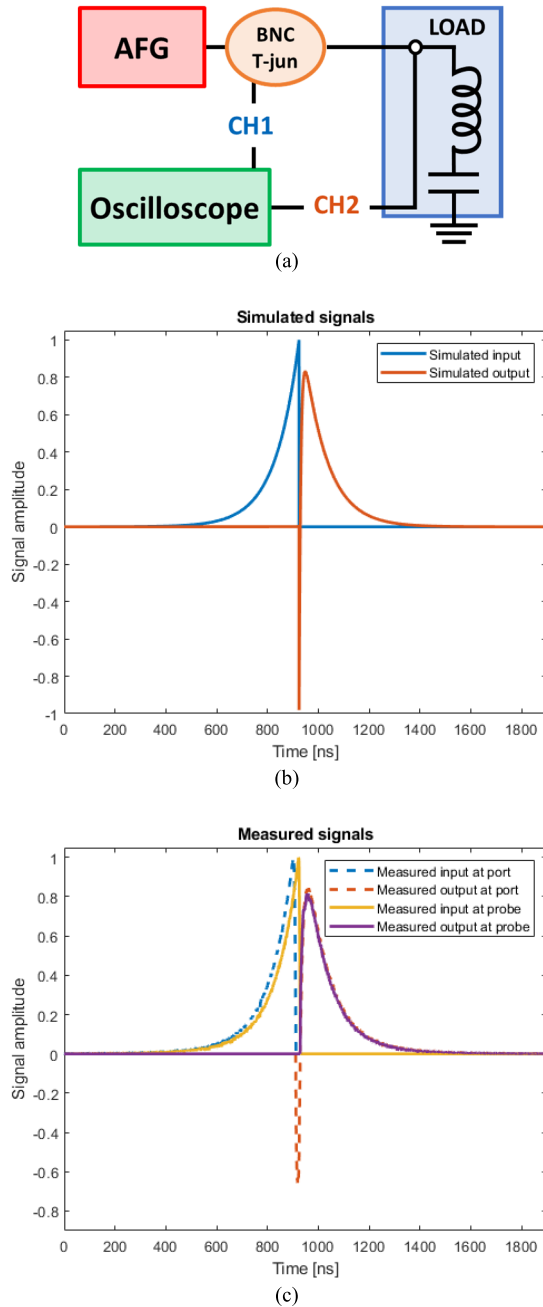 AFG
BNC
T-jun
LOAD
CH1
Oscilloscope
CH2
(a)
Simulated signals
Simulated input
Simulated output
Signal amplitude
1
0.8
0.6
0.4
0.2
0
-0.2
-0.4
-0.6
-0.8
-1
0 200 400 600 800 1000 1200 1400 1600 1800
Time [ns]
(b)
Measured signals
Measured input at port
Measured output at port
Measured input at probe
Measured output at probe
Signal amplitude
1
0.8
0.6
0.4
0.2
0
-0.2
-0.4
-0.6
-0.8
0 200 400 600 800 1000 1200 1400 1600 1800
Time [ns]
(c)